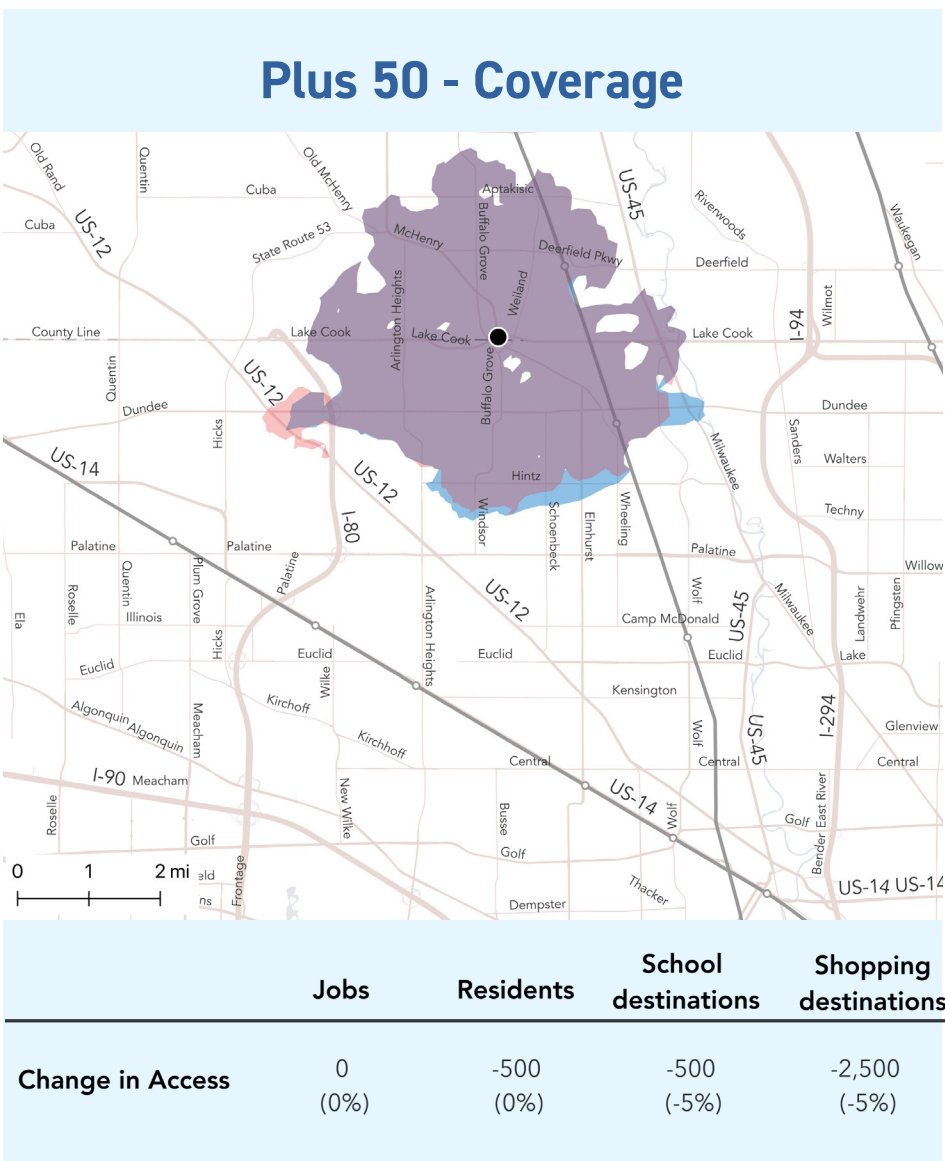 Plus 50 - Coverage
Old Rand
Quentin
Old McHenry
Cuba
Aptakisic
US-45
Riverwoods
Waukegan
Cuba
US-12
State Route 53
McHenry
Buffalo Grove
Deerfield Pkwy
Deerfield
Arlington Heights
Weiland
I-94
Wilmot
County Line
Lake Cook
Lake Cook
Lake Cook
Quentin
US-12
Buffalo Grove
Dundee
Dundee
Hicks
Milwaukee
Sanders
US-14
US-12
Walters
Hintz
Windsor
Schoenbeck
Elmhurst
Wheeling
Techny
I-80
Palatine
Palatine
Palatine
Palatine
Willow
Roselle
Quentin
Plum Grove
US-12
Arlington Heights
Wolf
US-45
Milwaukee
Landwehr
Pfingsten
Ela
Illinois
Hicks
Camp McDonald
Euclid
Euclid
Euclid
Euclid
Lake
Wilke
Kensington
Algonquin
Algonquin
Meacham
Kirchoff
Kirchhoff
Wolf
US-45
I-294
Glenview
Central
Central
Central
I-90
Meacham
Roselle
New Wilke
Busse
US-14
Wolf
Bender East River
Golf
Golf
Golf
0 1 2 mi
eld
ns
Frontage
Thacker
US-14 US-14
Dempster
Jobs Residents School destinations Shopping destinations
Change in Access 0 -500 -500 -2,500
(0%) (0%) (-5%) (-5%)